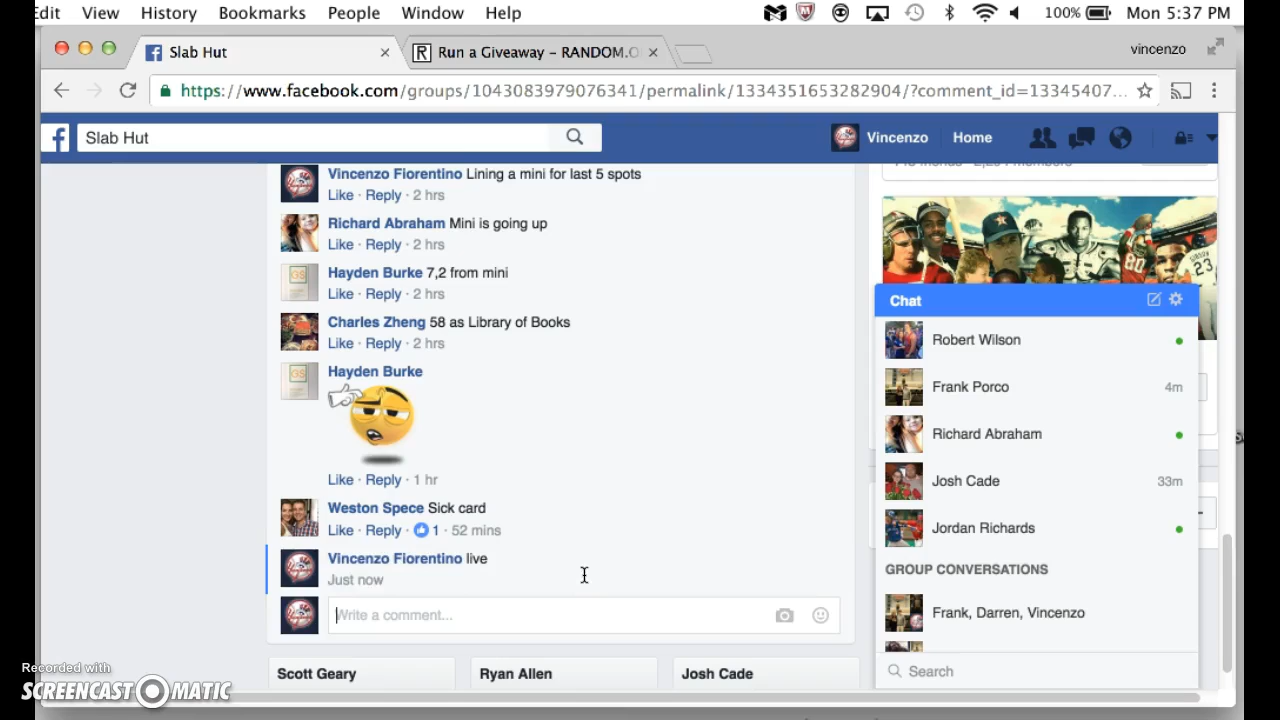 Edit View History Bookmarks People Window Help 100% Mon 5:37 PM
Slab Hut
R Run a Giveaway – RANDOM.O
vincenzo
https://www.facebook.com/groups/1043083979076341/permalink/1334351653282904/?comment_id=13345407...
f Slab Hut Vincenzo Home
Vincenzo Fiorentino Lining a mini for last 5 spots
Like · Reply · 2 hrs
Richard Abraham Mini is going up
Like · Reply · 2 hrs
Hayden Burke 7,2 from mini
Like · Reply · 2 hrs
Charles Zheng 58 as Library of Books
Like · Reply · 2 hrs
Hayden Burke
Like · Reply · 1 hr
Weston Spece Sick card
Like · Reply · 1 · 52 mins
Vincenzo Fiorentino live
Just now
Write a comment...
Scott Geary Ryan Allen Josh Cade
80
23
Chat
Robert Wilson
Frank Porco 4m
Richard Abraham
Josh Cade 33m
Jordan Richards
GROUP CONVERSATIONS
Frank, Darren, Vincenzo
Search
Recorded with
SCREENCAST-O-MATIC